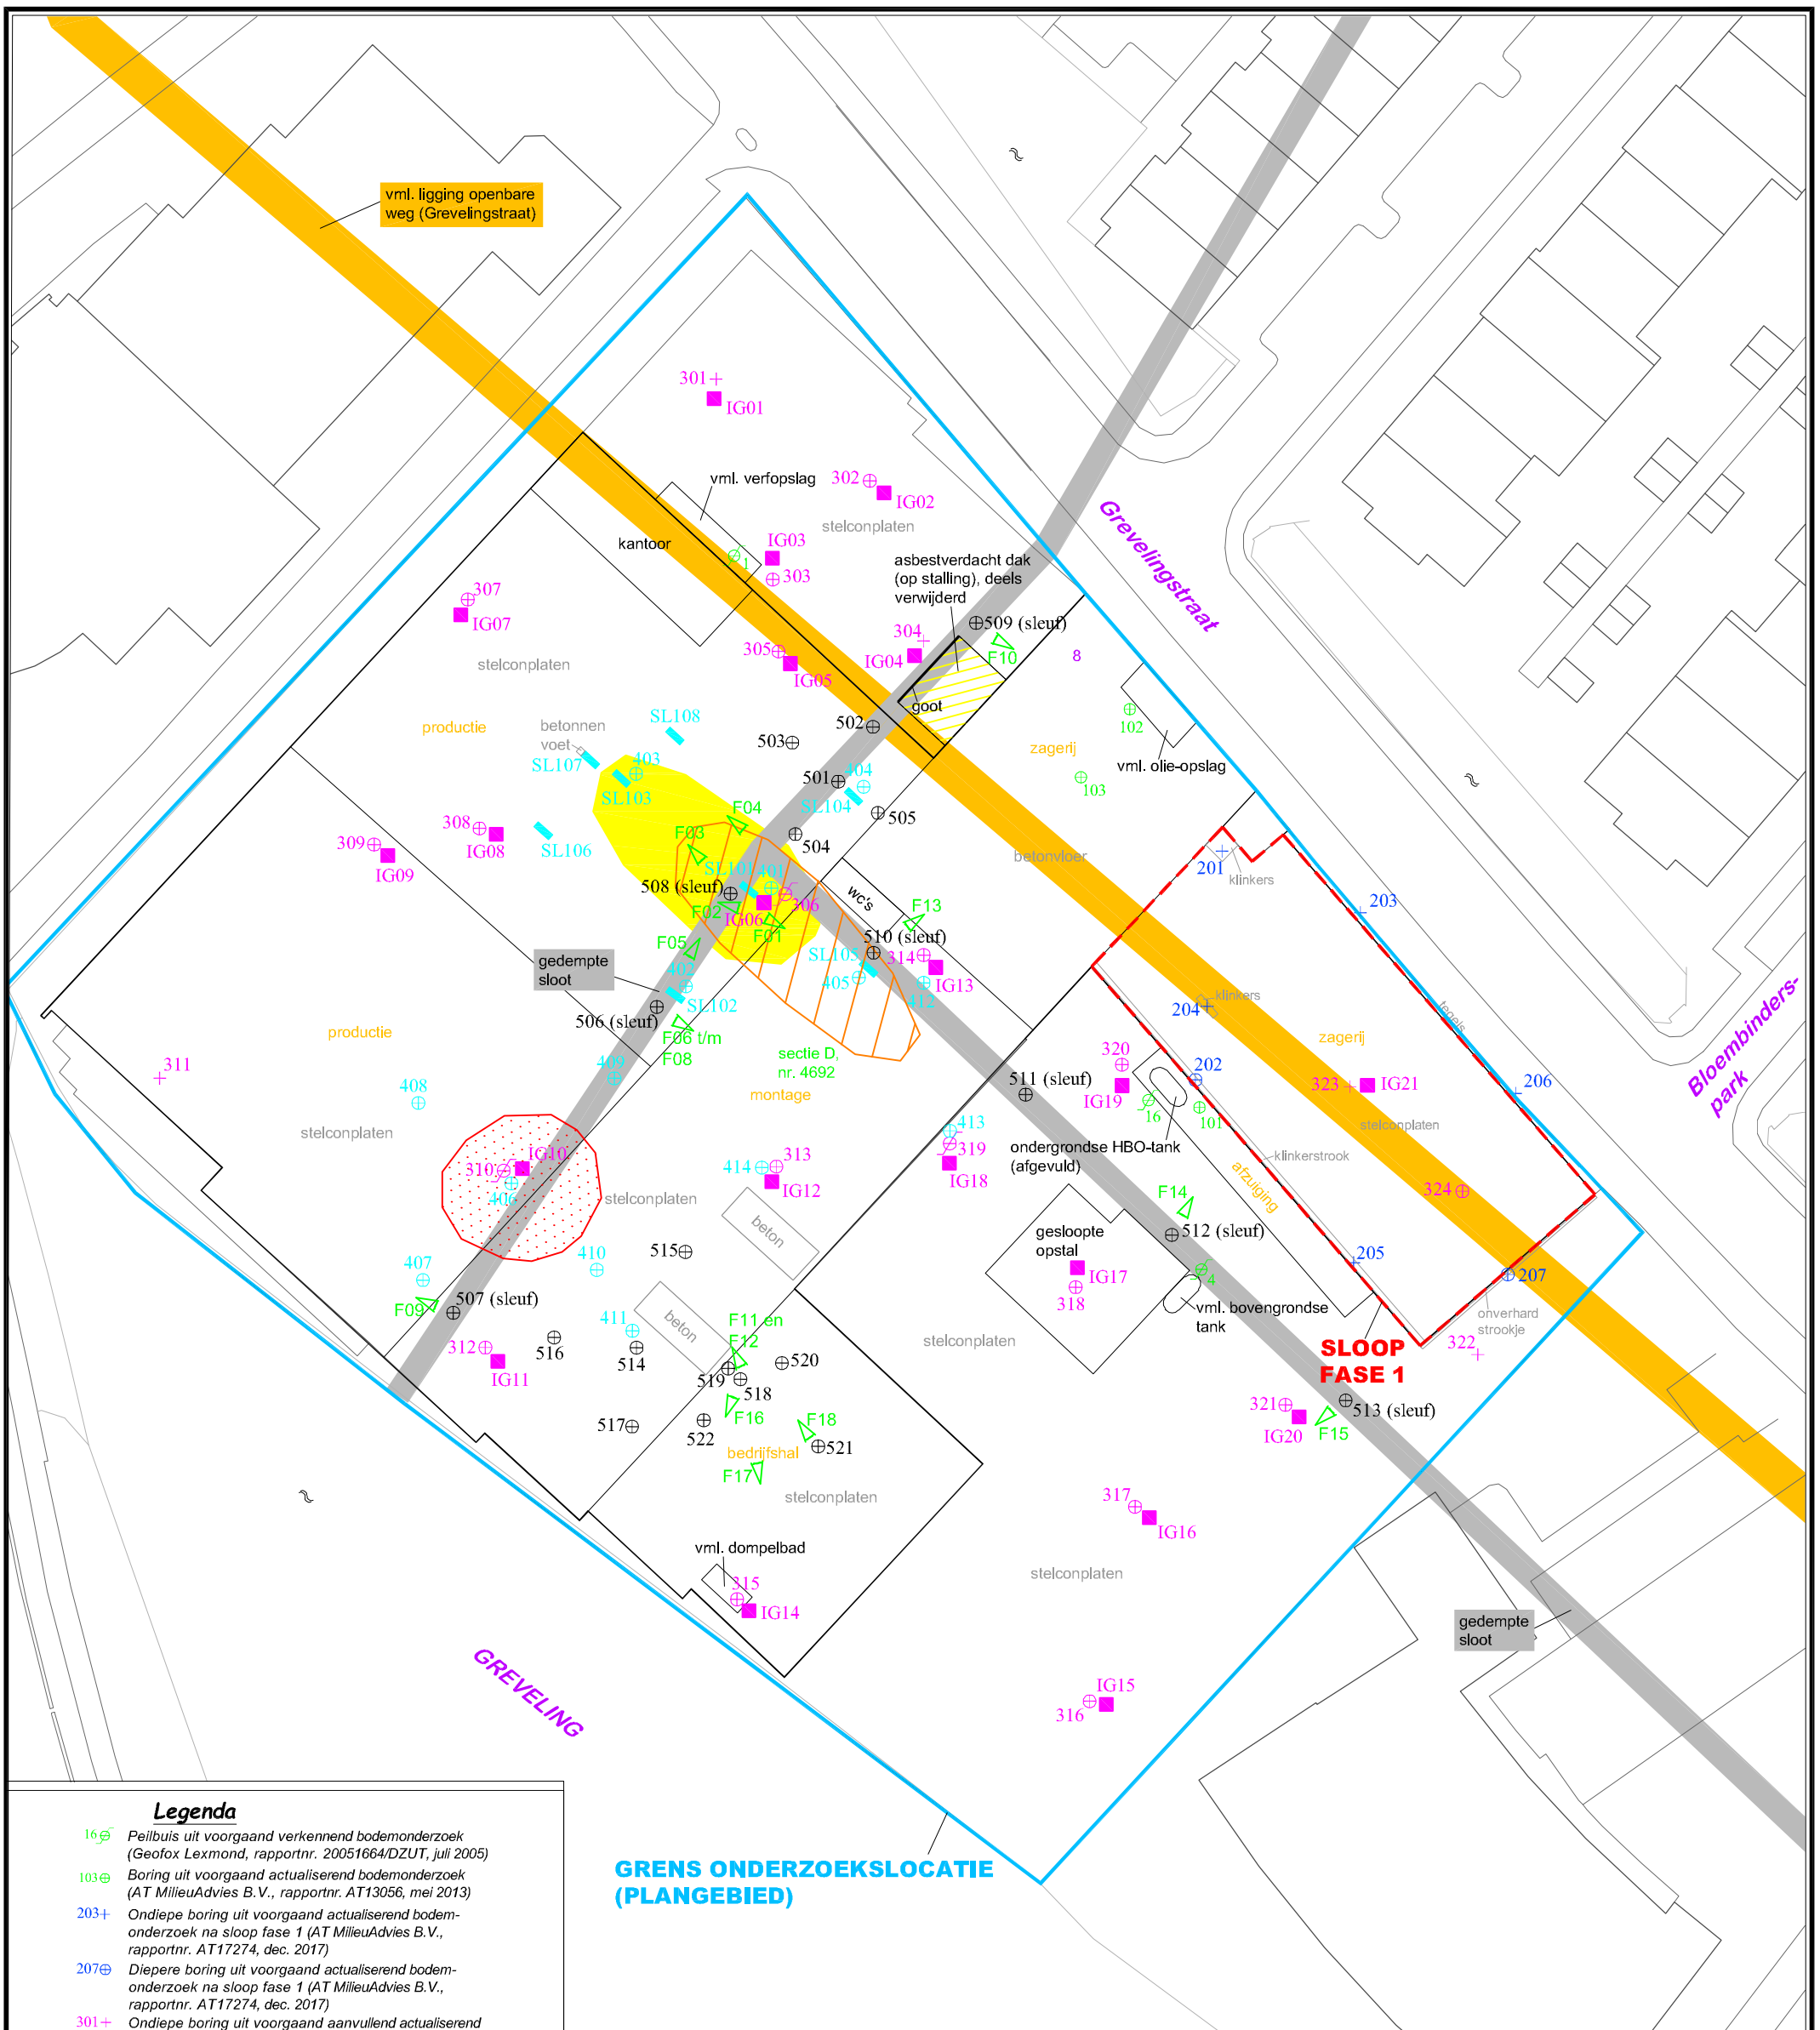 vml. ligging openbare
weg (Grevelingstraat)
301
IG01
302
IG02
vml. verfopslag
stelconplaten
kantoor
IG03
1
303
asbestverdacht dak
(op stalling), deels
verwijderd
Grevelingstraat
307
IG07
509 (sleuf)
304
IG04
F10
8
305
IG05
stelconplaten
goot
102
productie
betonnen
voet
SL108
502
503
zagerij
vml. olie-opslag
SL107
403
SL103
501
404
SL104
103
F04
505
308
IG08
SL106
F03
504
309
IG09
SL101
401
betonvloer
201
klinkers
508 (sleuf)
306
wc's
F02
IG06
F01
F13
203
F05
510 (sleuf)
gedempte
sloot
SL105
314
IG13
405
412
402
SL102
klinkers
204
tegels
506 (sleuf)
F06 t/m
F08
productie
zagerij
Bloembinders-
park
sectie D,
nr. 4692
320
202
311
409
511 (sleuf)
IG19
323
IG21
206
408
montage
16
101
413
stelconplaten
stelconplaten
319
ondergrondse HBO-tank
(afgevuld)
klinkerstrook
IG10
310
414
313
IG18
406
IG12
afzuiging
324
stelconplaten
F14
beton
gesloopte
opstal
512 (sleuf)
515
410
407
IG17
4
205
207
318
F09
507 (sleuf)
vml. bovengrondse
tank
onverhard
strookje
F11 en
F12
411
beton
stelconplaten
SLOOP
FASE 1
322
312
516
514
520
IG11
519
518
321
IG20
513 (sleuf)
F16
F15
517
522
F18
bedrijfshal
521
F17
stelconplaten
317
IG16
vml. dompelbad
stelconplaten
315
IG14
gedempte
sloot
GREVELING
IG15
316
GRENS ONDERZOEKSLOCATIE
(PLANGEBIED)
Legenda
16 Peilbuis uit voorgaand verkennend bodemonderzoek
(Geofox Lexmond, rapportnr. 20051664/DZUT, juli 2005)
103 Boring uit voorgaand actualiserend bodemonderzoek
(AT MilieuAdvies B.V., rapportnr. AT13056, mei 2013)
203 Ondiepe boring uit voorgaand actualiserend bodem-
onderzoek na sloop fase 1 (AT MilieuAdvies B.V.,
rapportnr. AT17274, dec. 2017)
207 Diepere boring uit voorgaand actualiserend bodem-
onderzoek na sloop fase 1 (AT MilieuAdvies B.V.,
rapportnr. AT17274, dec. 2017)
301 Ondiepe boring uit voorgaand aanvullend actualiserend